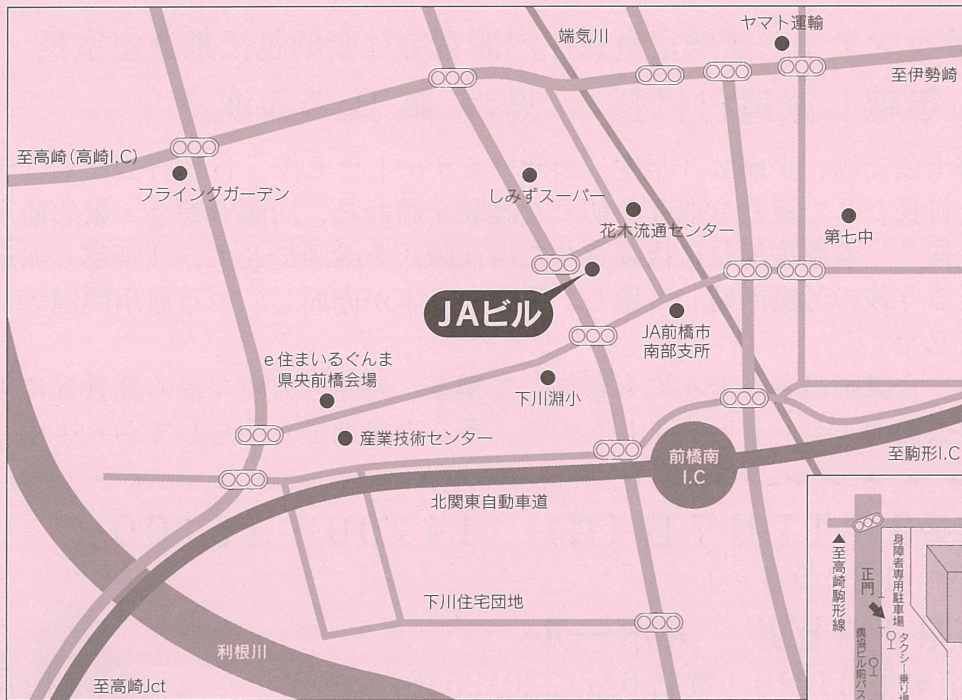 ヤマト運輸
端気川
至伊勢崎
至高崎(高崎I.C)
フライングガーデン
しみずスーパー
花木流通センター
第七中
JAビル
JA前橋市
南部支所
e住まいるぐんま
県央前橋会場
下川淵小
産業技術センター
前橋南
I.C
至駒形I.C
北関東自動車道
下川住宅団地
利根川
至高崎Jct
▲至高崎駒形線
正門
身障者専用駐車場
タクシー乗り場
農協ビル前バス